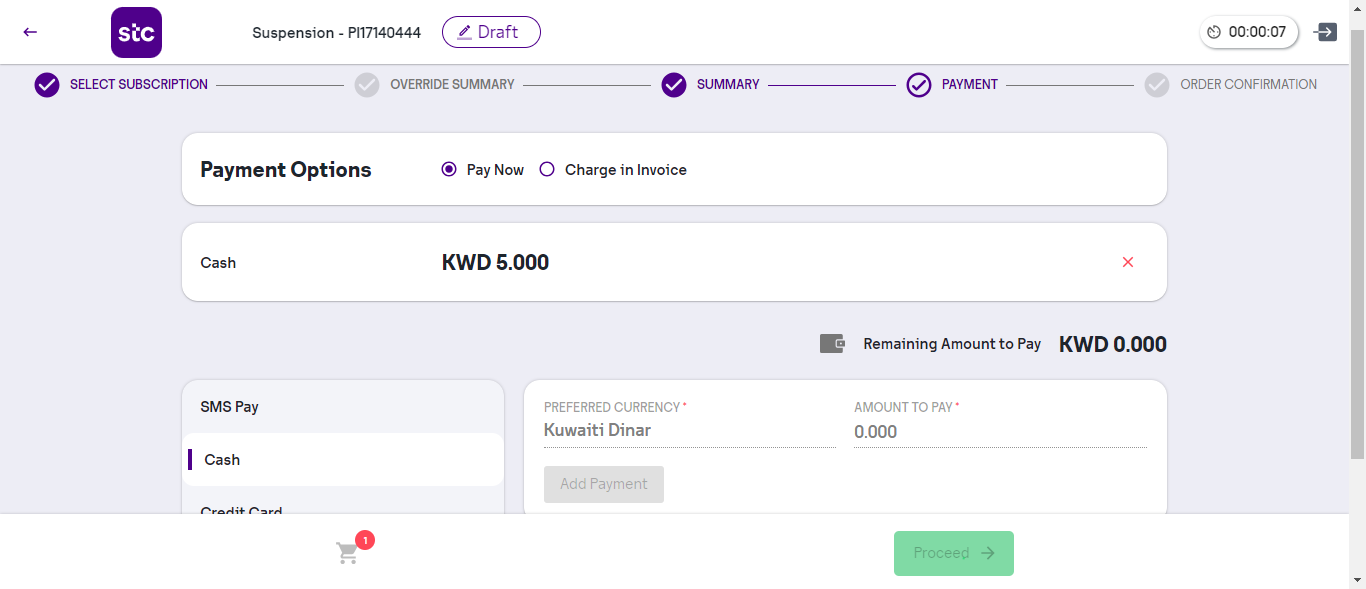 stc
Suspension - PI17140444
Draft
00:00:07
SELECT SUBSCRIPTION
OVERRIDE SUMMARY
SUMMARY
PAYMENT
ORDER CONFIRMATION
Payment Options
Pay Now
Charge in Invoice
Cash
KWD 5.000
Remaining Amount to Pay
KWD 0.000
SMS Pay
Cash
Credit Card
PREFERRED CURRENCY *
Kuwaiti Dinar
AMOUNT TO PAY *
0.000
Add Payment
1
Proceed